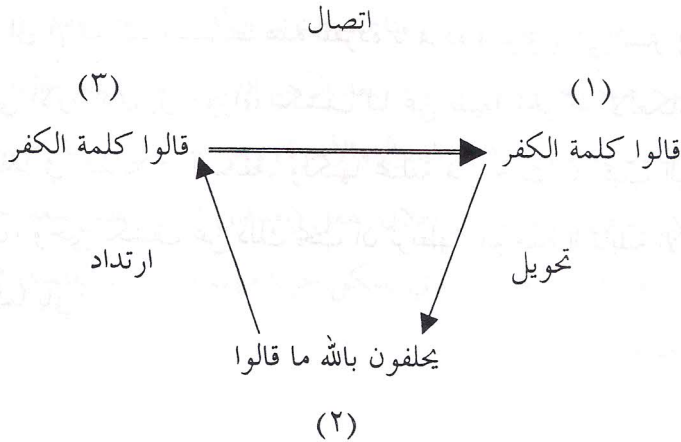 اتصال
(١) (٣)
قالوا كلمة الكفر قالوا كلمة الكفر
تحويل ارتداد
يحلفون بالله ما قالوا
(٢)